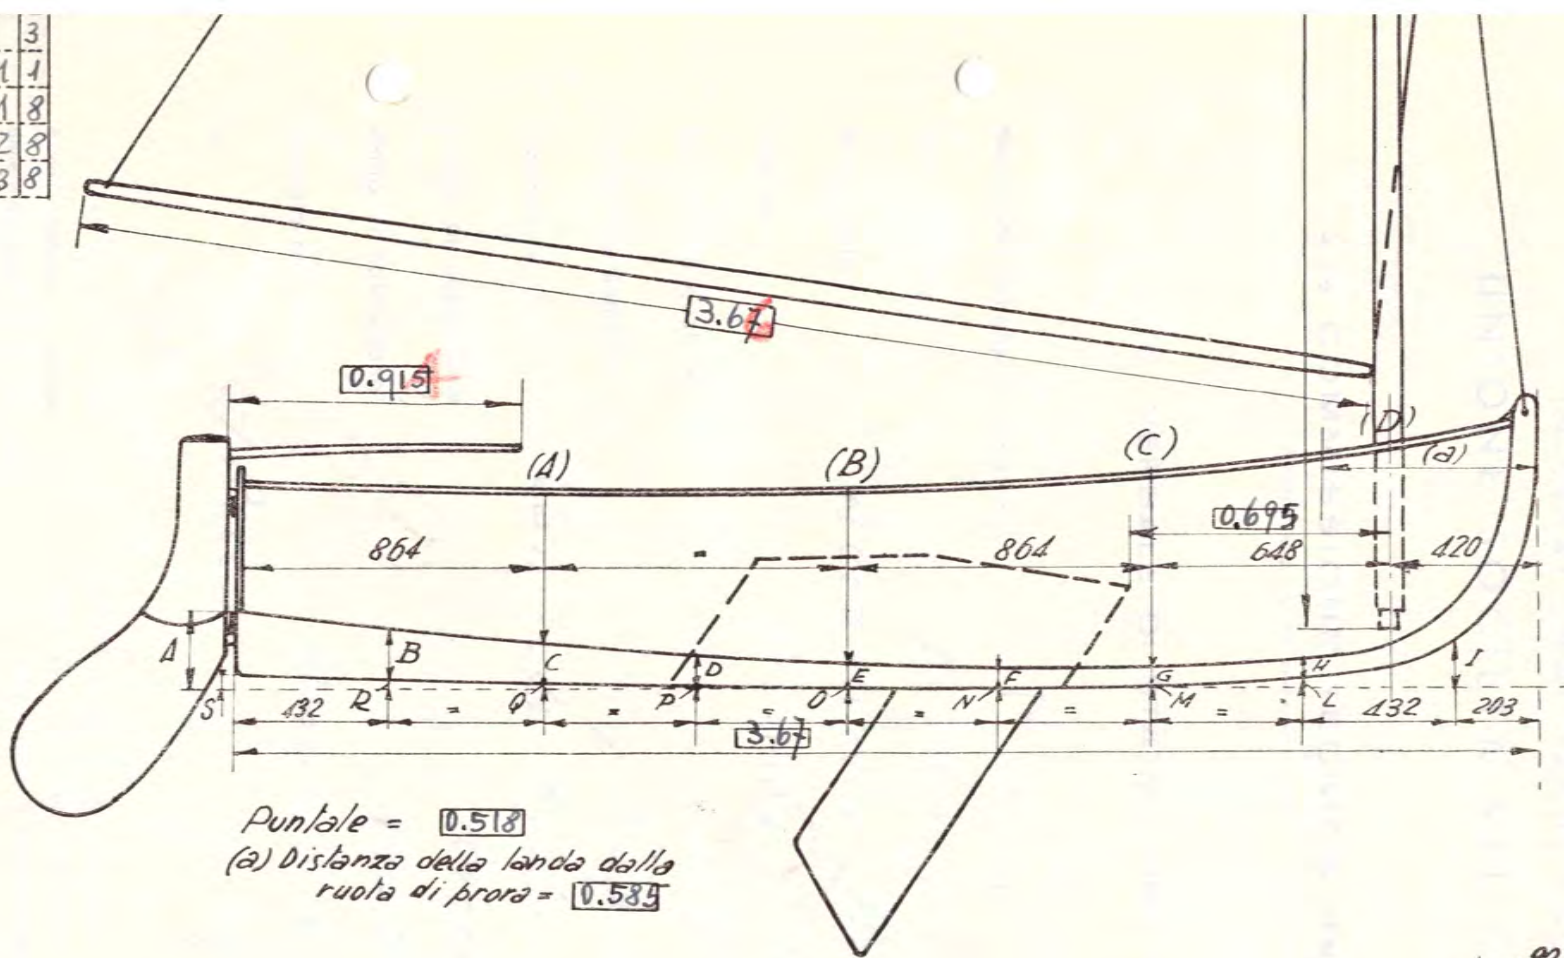 3
1 1
1 8
2 8
3 8
3.67
0.915
(A)
(B)
(C)
(D)
(a)
0.695
864
=
864
648
420
A
B
C
D
E
F
G
H
I
S
R
Q
P
O
N
M
L
432
=
=
=
=
=
=
432
203
3.67
Puntale = 0.518
(a) Distanza della landa dalla
ruota di prora = 0.585